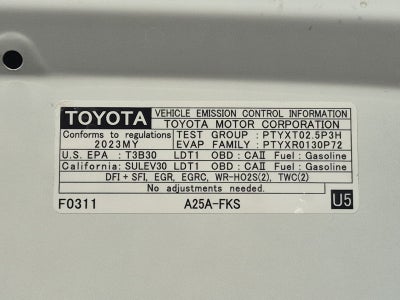 TOYOTA VEHICLE EMISSION CONTROL INFORMATION
TOYOTA MOTOR CORPORATION
Conforms to regulations TEST GROUP : PTYXT02.5P3H
2023MY EVAP FAMILY : PTYXR0130P72
U.S. EPA : T3B30 LDT1 OBD : CAII Fuel : Gasoline
California: SULEV30 LDT1 OBD : CAII Fuel : Gasoline
DFI + SFI, EGR, EGRC, WR-HO2S(2), TWC(2)
No adjustments needed.
F0311 A25A-FKS U5